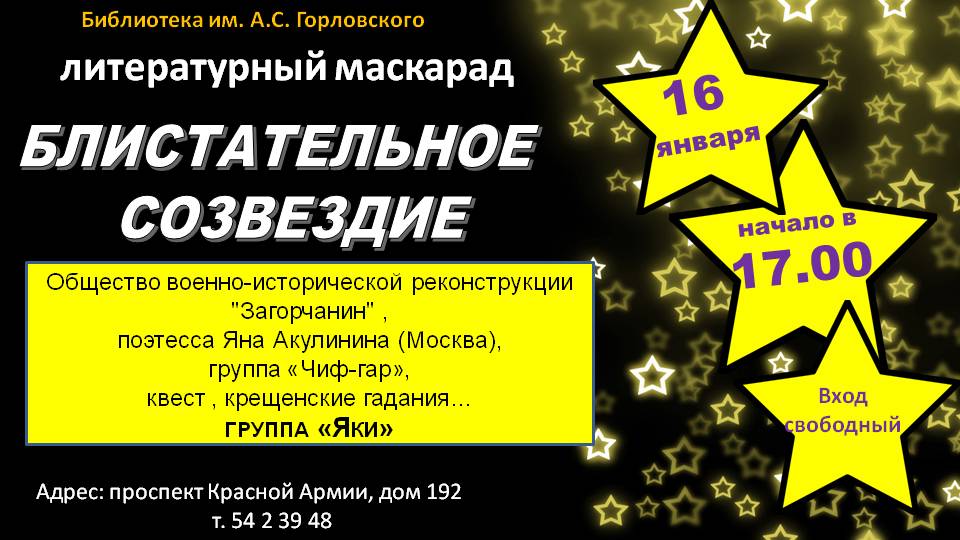 Библиотека им. А.С. Горловского
литературный маскарад
БЛИСТАТЕЛЬНОЕ
СОЗВЕЗДИЕ
Общество военно-исторической реконструкции
"Загорчанин" ,
поэтесса Яна Акулинина (Москва),
группа «Чиф-гар»,
квест , крещенские гадания…
ГРУППА «ЯКИ»
Адрес: проспект Красной Армии, дом 192
т. 54 2 39 48
16
января
начало в
17.00
Вход
свободный